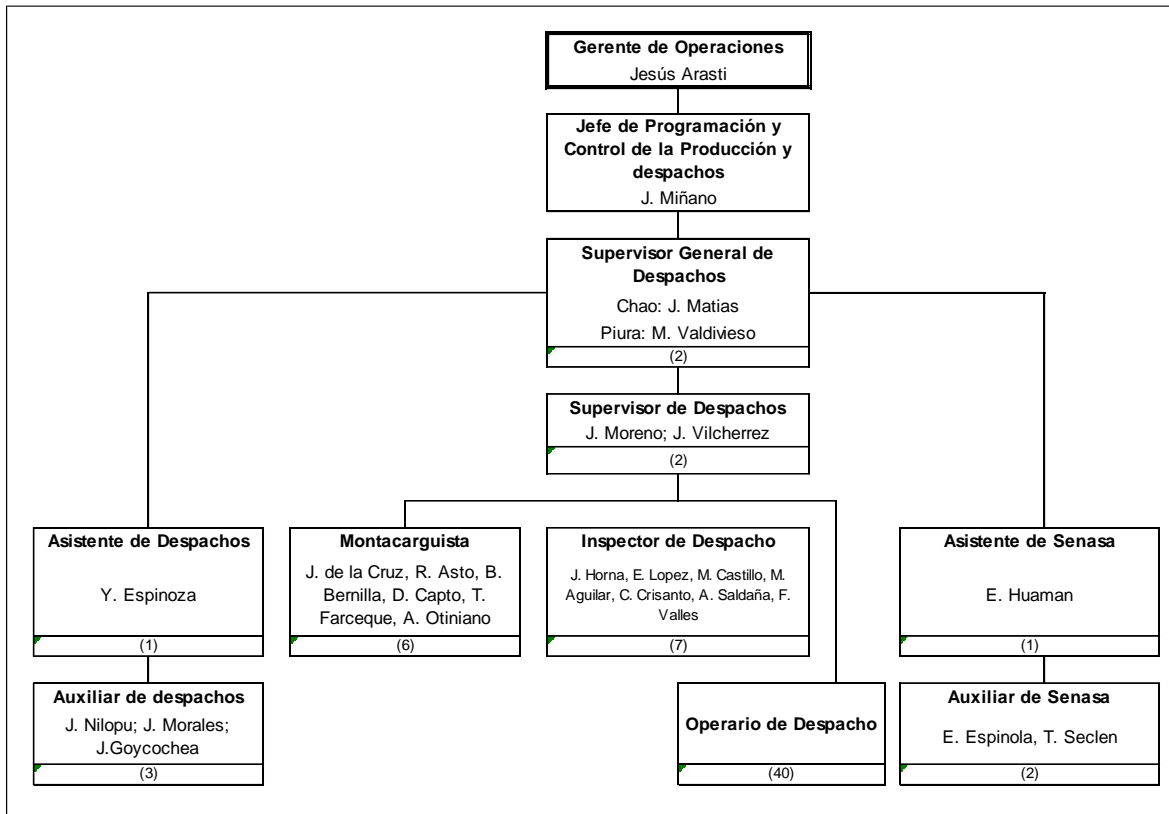 Gerente de Operaciones
Jesús Arasti
Jefe de Programación y
Control de la Producción y
despachos
J. Miñano
Supervisor General de
Despachos
Chao: J. Matias
Piura: M. Valdivieso
(2)
Supervisor de Despachos
J. Moreno; J. Vilcherrez
(2)
Asistente de Despachos
Y. Espinoza
(1)
Montacarguista
J. de la Cruz, R. Asto, B.
Bernilla, D. Capto, T.
Farceque, A. Otiniano
(6)
Inspector de Despacho
J. Horna, E. Lopez, M. Castillo, M.
Aguilar, C. Crisanto, A. Saldaña, F.
Valles
(7)
Asistente de Senasa
E. Huaman
(1)
Auxiliar de despachos
J. Nilopu; J. Morales;
J.Goycochea
(3)
Operario de Despacho
(40)
Auxiliar de Senasa
E. Espinola, T. Seclen
(2)